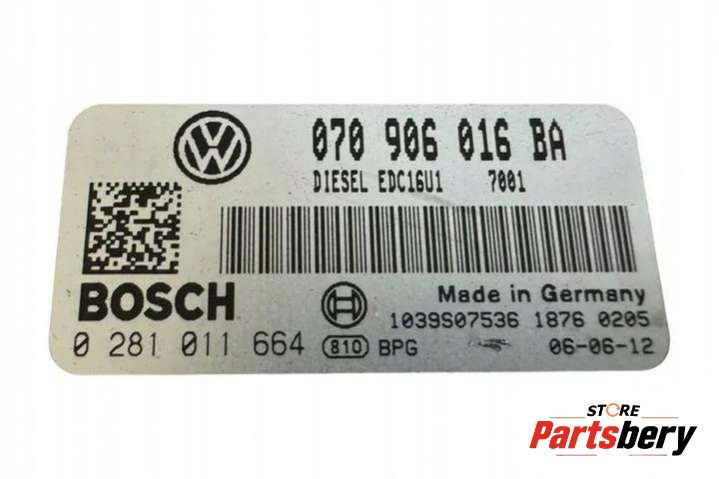 070 906 016 BA
DIESEL EDC16U1 7001
BOSCH
Made in Germany
1039S07536 1876 0205
0 281 011 664 810 BPG 06-06-12
STORE
Partsbery